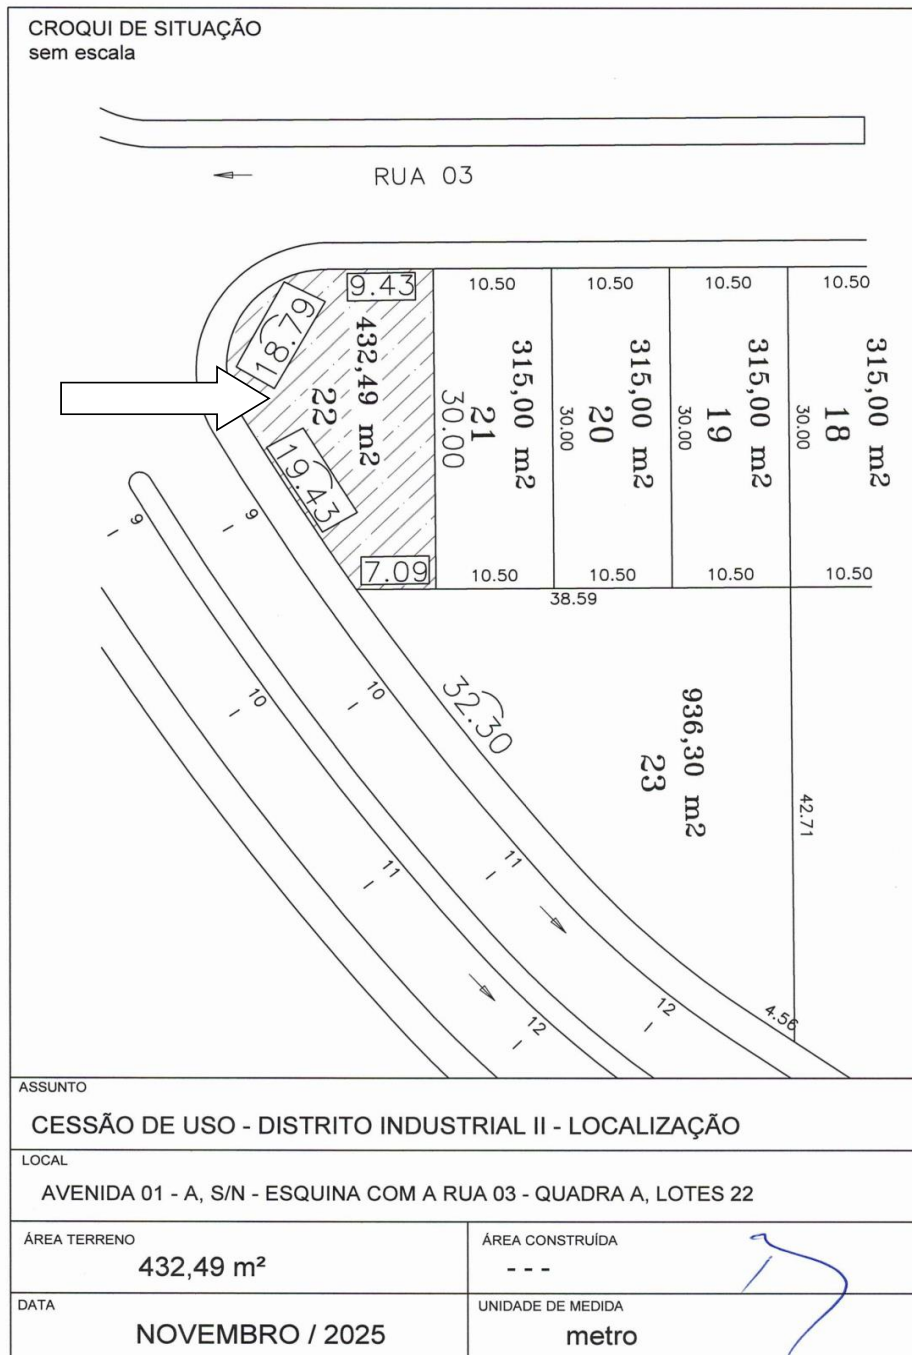 CROQUI DE SITUAÇÃO
sem escala
RUA 03
9.43
10.50
10.50
10.50
10.50
18.79
432,49 m2
22
19.43
7.09
30.00
21
315,00 m2
30.00
20
315,00 m2
30.00
19
315,00 m2
30.00
18
315,00 m2
10.50
10.50
10.50
10.50
38.59
9
9
10
10
32.30
936,30 m2
23
42.71
11
11
12
12
4.56
ASSUNTO
CESSÃO DE USO - DISTRITO INDUSTRIAL II - LOCALIZAÇÃO
LOCAL
AVENIDA 01 - A, S/N - ESQUINA COM A RUA 03 - QUADRA A, LOTES 22
ÁREA TERRENO
432,49 m²
ÁREA CONSTRUÍDA
- - -
DATA
NOVEMBRO / 2025
UNIDADE DE MEDIDA
metro